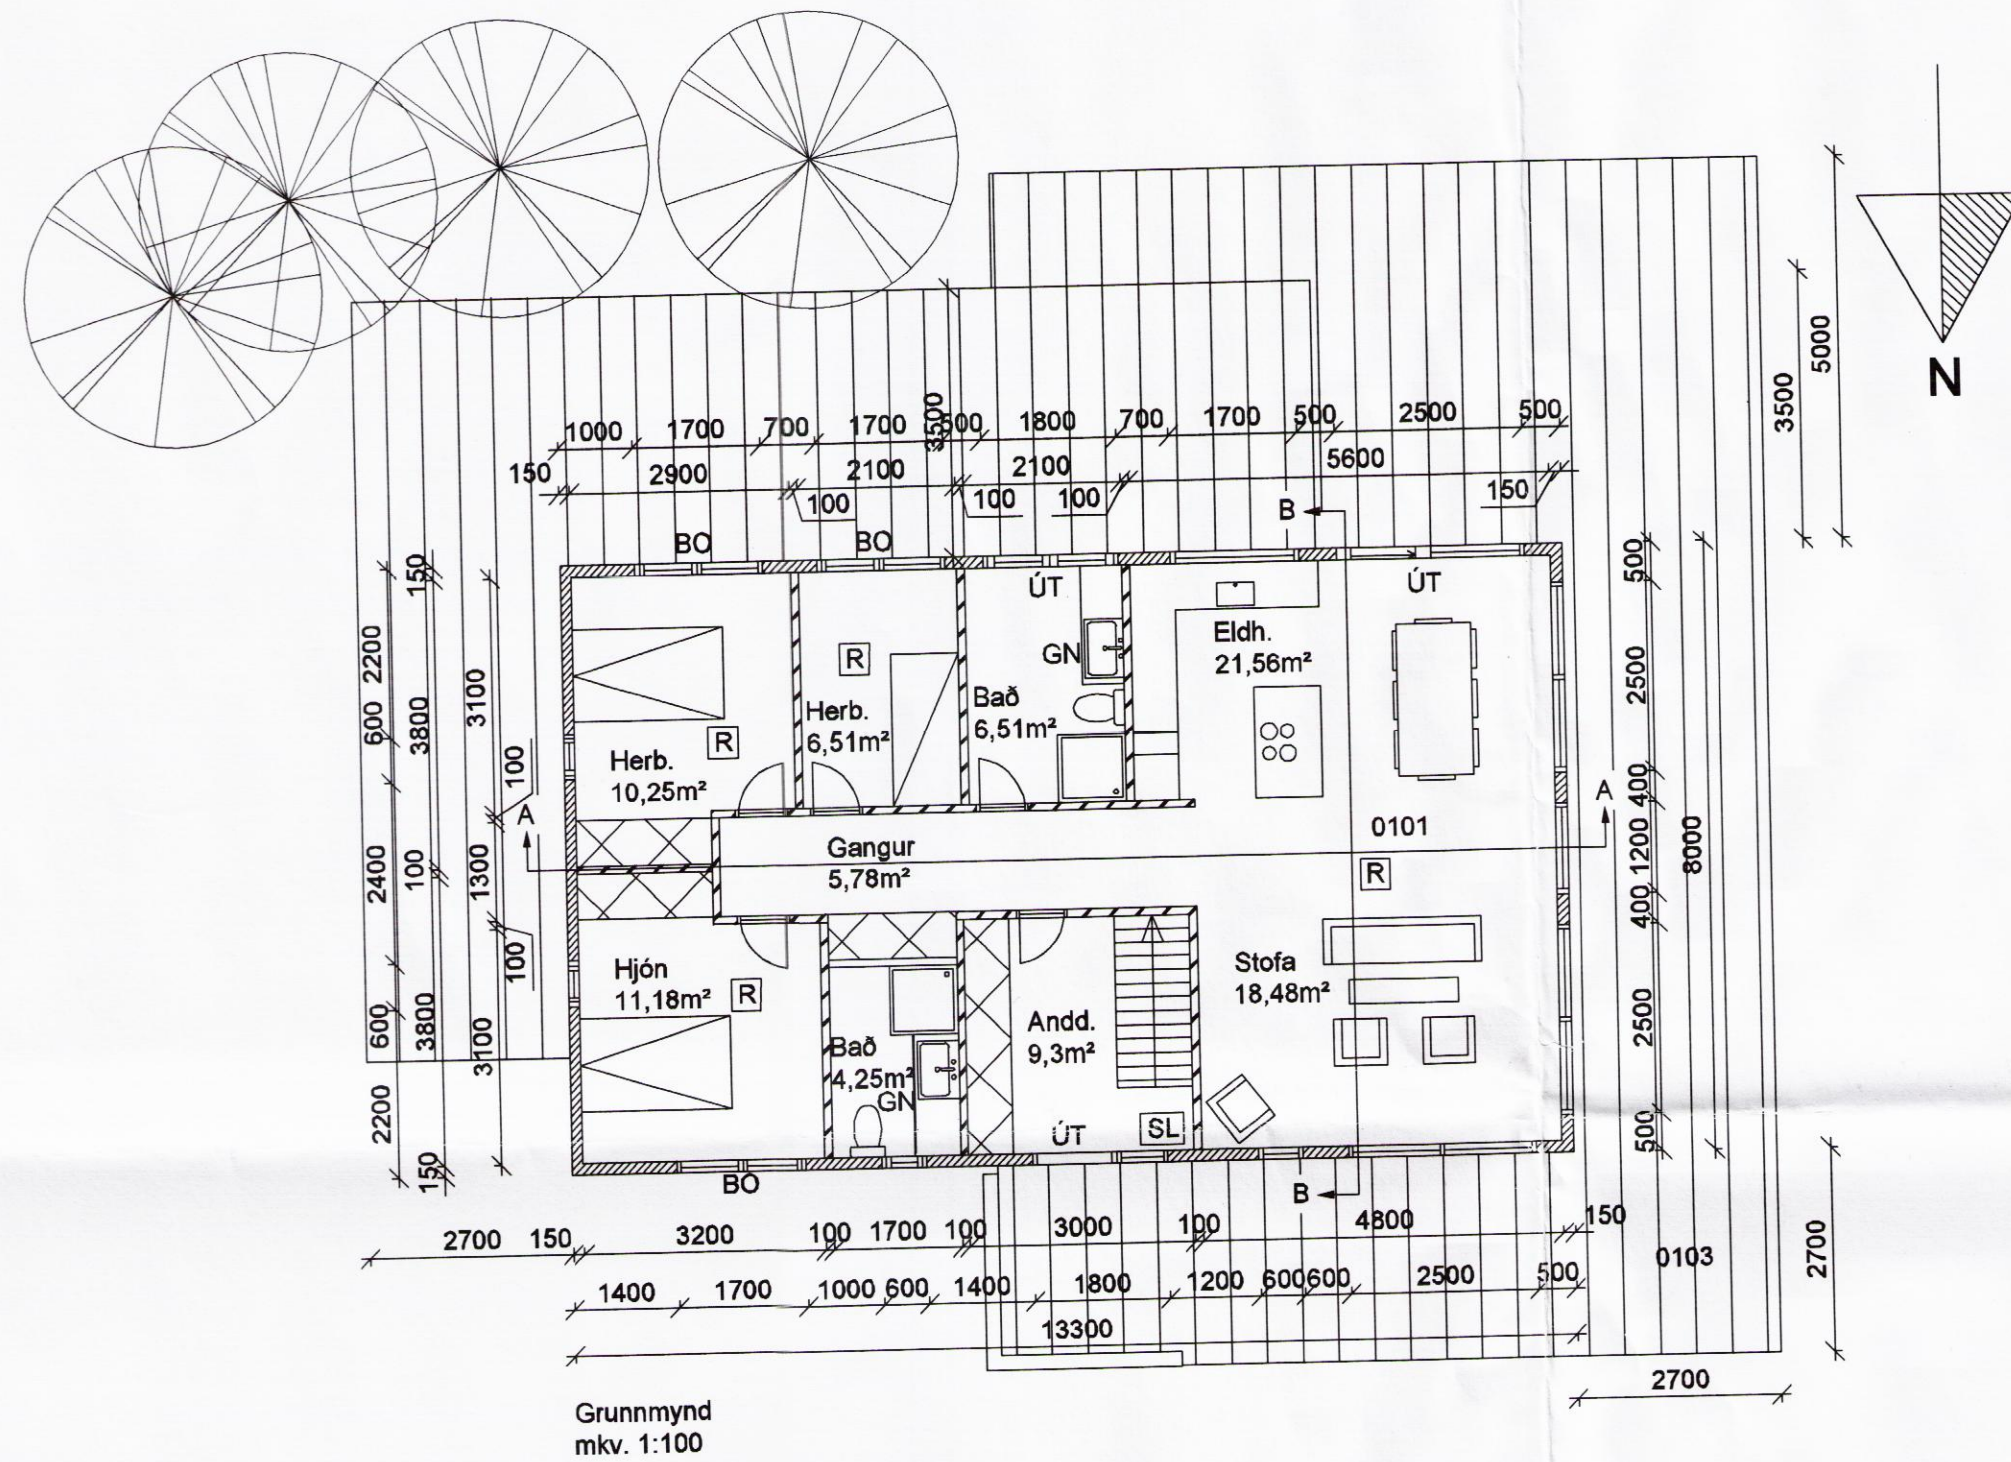 N
5000
3500
1000 1700 700 1700 500 1800 700 1700 500 2500 500
3500
150 2900 2100 2100 5600
100 100 100 150
B
BO BO
ÚT ÚT
150
500
2200
3100
3800
600
100
2500
8000
R
GN
Eldh.
21,56m²
Herb.
6,51m²
Bað
6,51m²
R
Herb.
10,25m²
A
A
400
0101
R
1200
400
2400
100
1300
Gangur
5,78m²
100
Hjón
11,18m²
R
Stofa
18,48m²
Andd.
9,3m²
Bað
4,25m²
GN
600
3800
3100
2500
2200
150
500
ÚT
SL
BO
B
2700 150 3200 100 1700 100 3000 100 4800 150
2700
0103
1400 1700 1000 600 1400 1800 1200 600 600 2500 500
13300
2700
Grunnmynd
mkv. 1:100